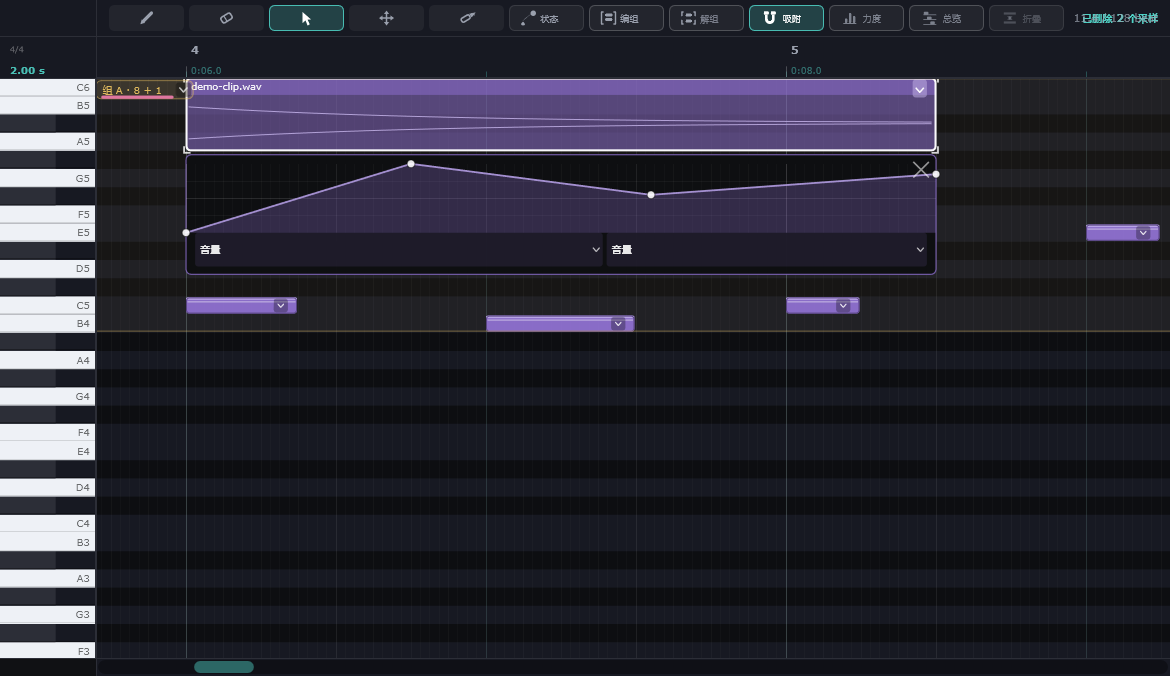 状态
编组
解组
吸附
力度
总览
折叠
已删除 2 个采样
4/4
4
5
2.00 s
0:06.0
0:08.0
C6
组 A · 8 + 1
demo-clip.wav
B5
A5
G5
F5
E5
音量
音量
D5
C5
B4
A4
G4
F4
E4
D4
C4
B3
A3
G3
F3